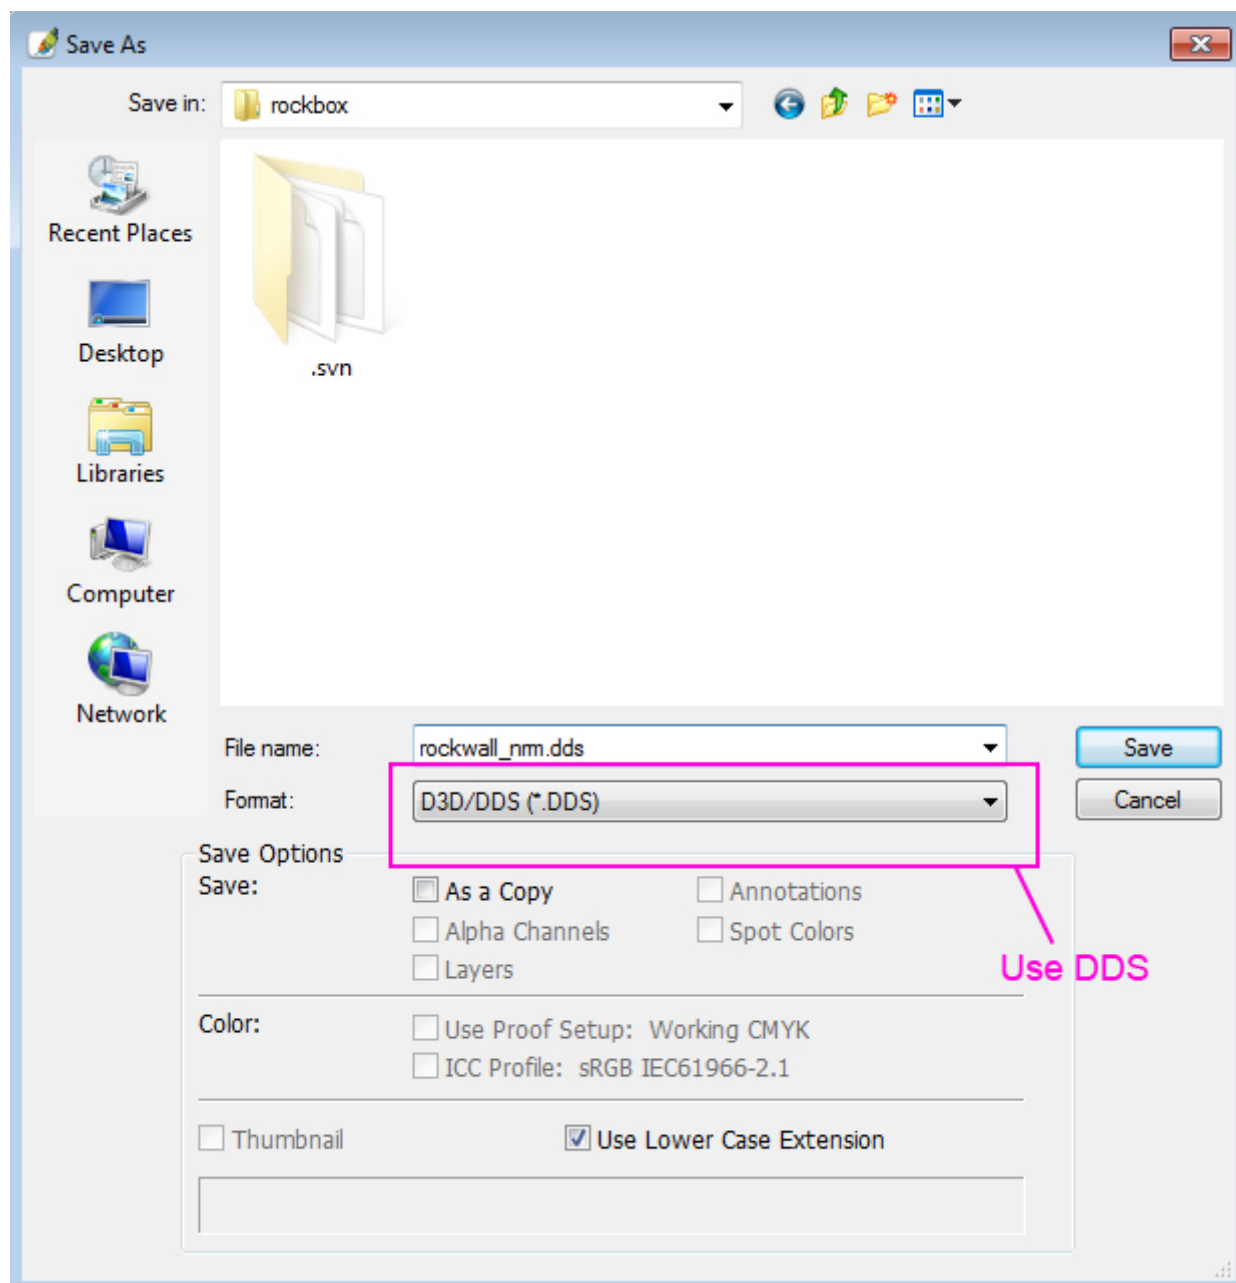 Save As
Save in: rockbox
Recent Places
Desktop
Libraries
Computer
Network
.svn
File name: rockwall_nrm.dds Save
Format: D3D/DDS (*.DDS) Cancel
Save Options
Save: As a Copy Annotations
Alpha Channels Spot Colors
Layers
Use DDS
Color: Use Proof Setup: Working CMYK
ICC Profile: sRGB IEC61966-2.1
Thumbnail Use Lower Case Extension